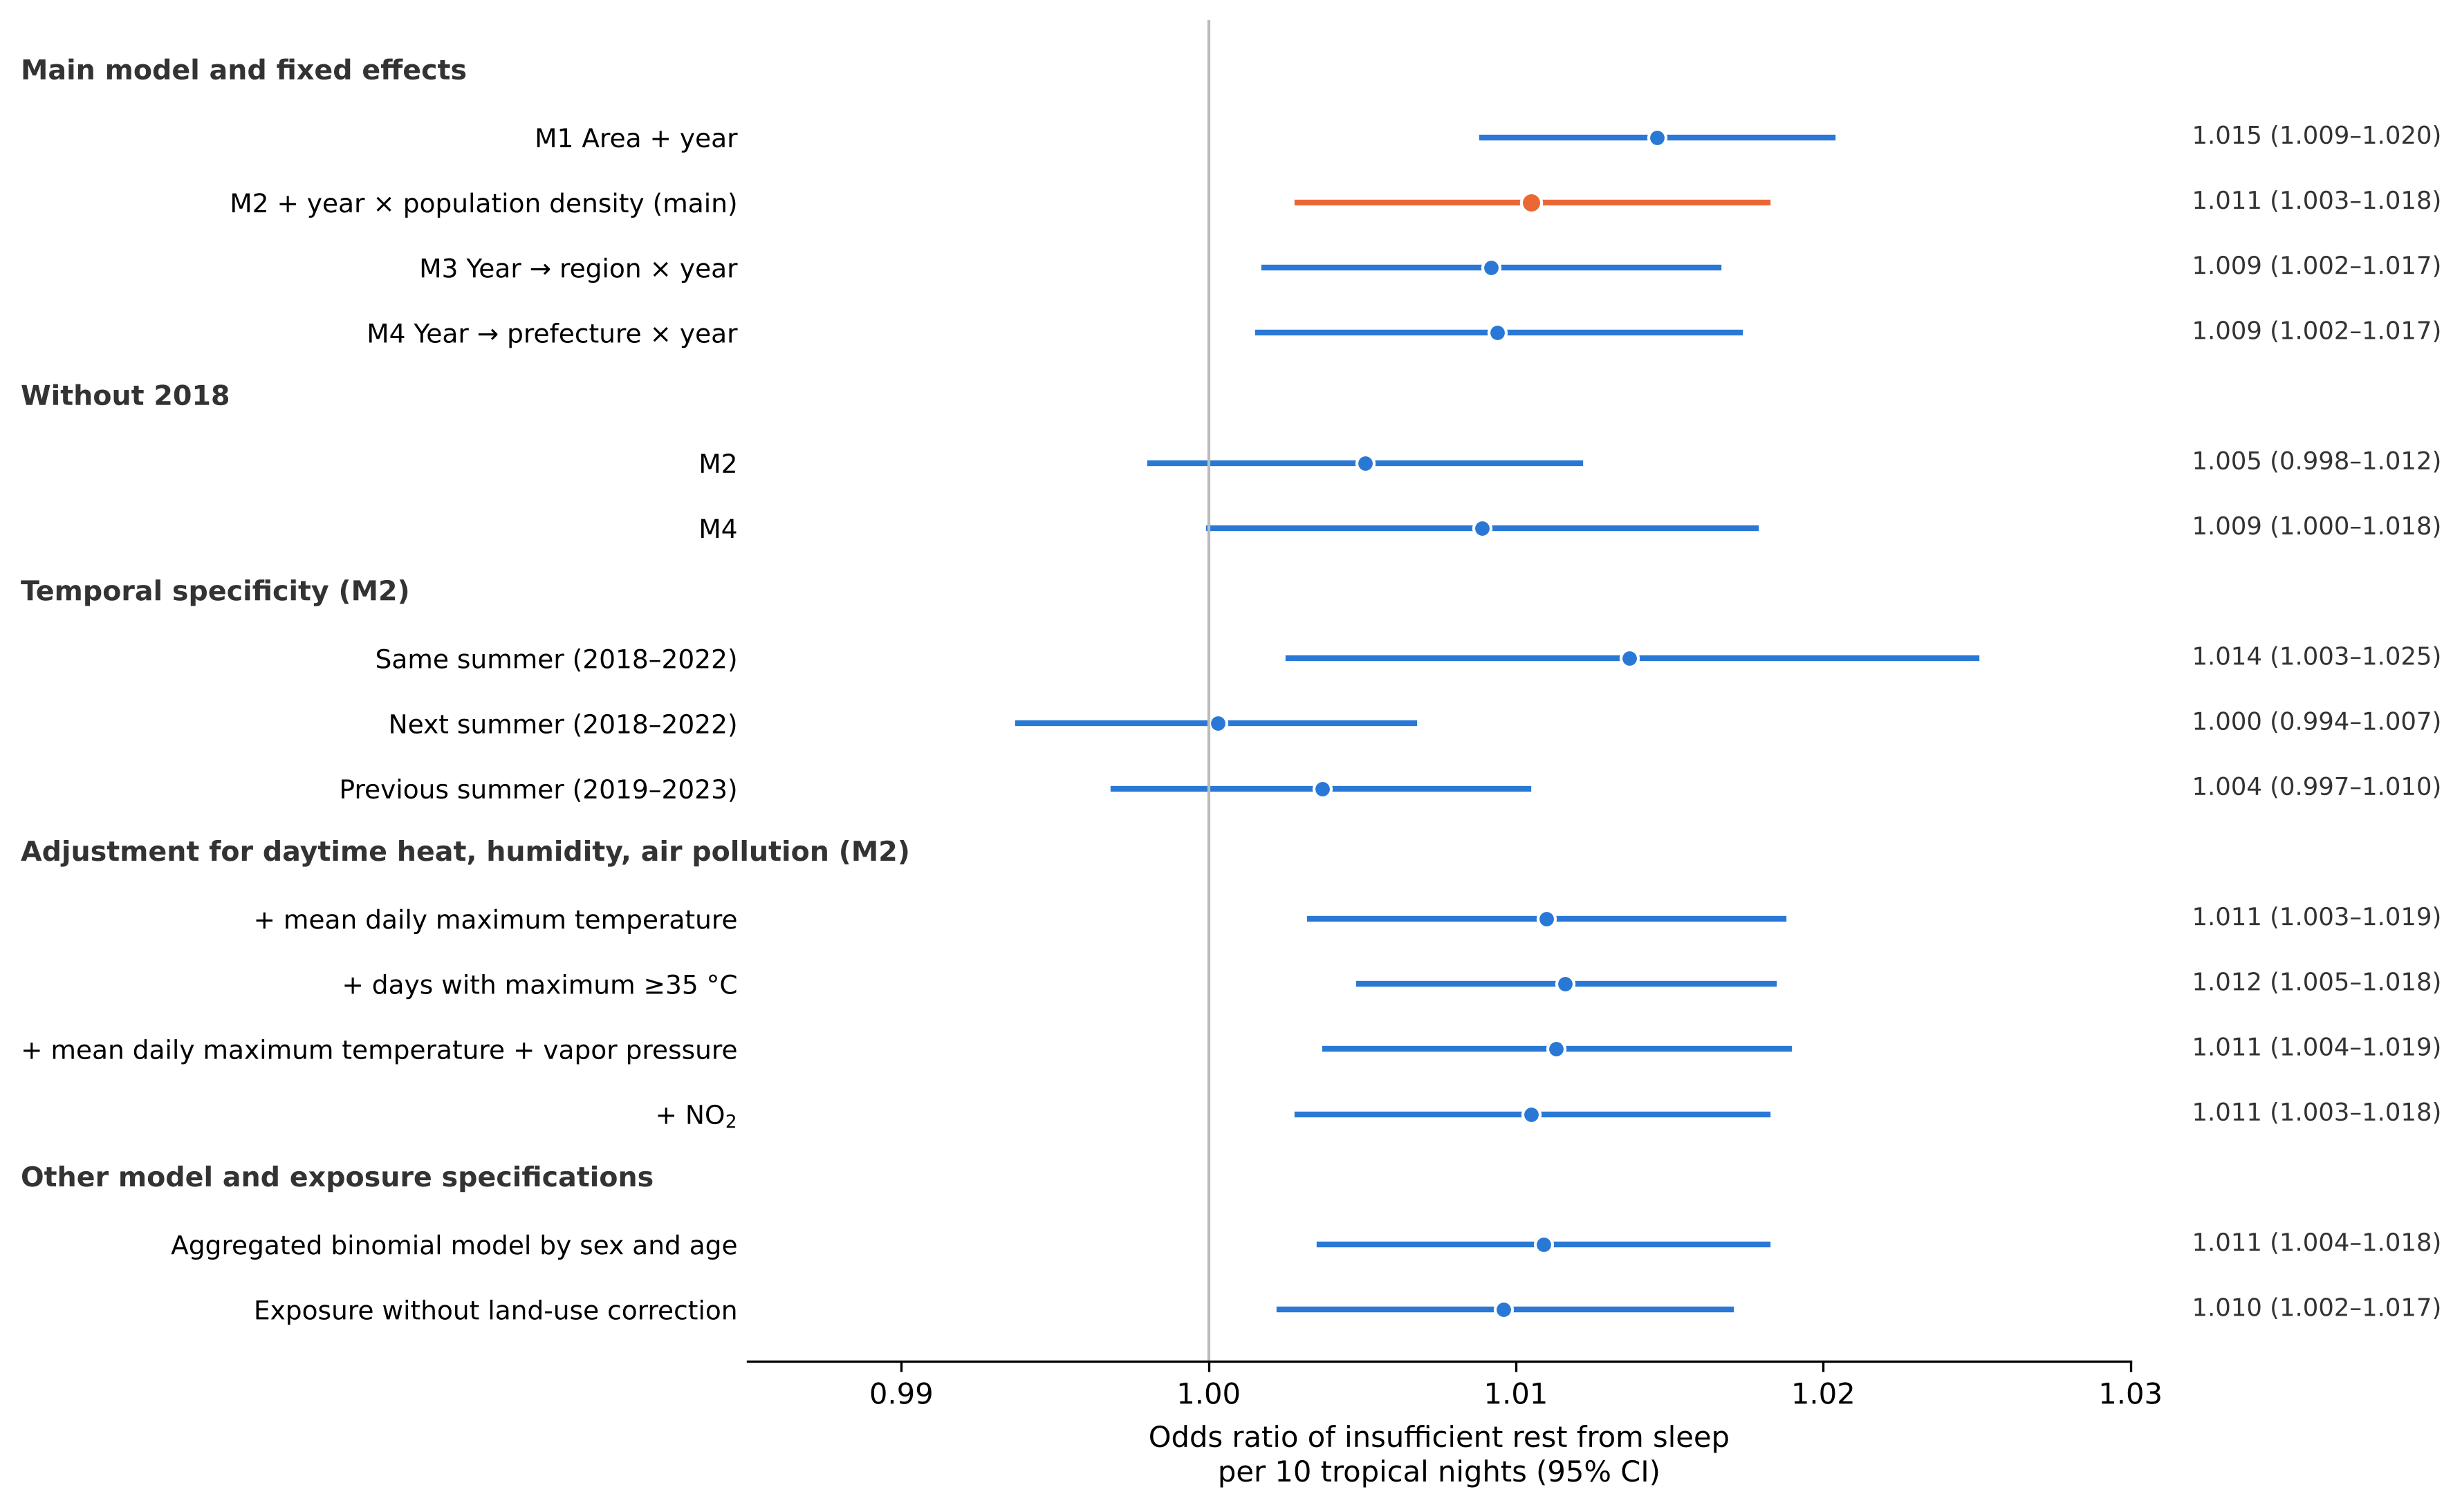 Main model and fixed effects
M1 Area + year 1.015 (1.009–1.020)
M2 + year × population density (main) 1.011 (1.003–1.018)
M3 Year → region × year 1.009 (1.002–1.017)
M4 Year → prefecture × year 1.009 (1.002–1.017)
Without 2018
M2 1.005 (0.998–1.012)
M4 1.009 (1.000–1.018)
Temporal specificity (M2)
Same summer (2018–2022) 1.014 (1.003–1.025)
Next summer (2018–2022) 1.000 (0.994–1.007)
Previous summer (2019–2023) 1.004 (0.997–1.010)
Adjustment for daytime heat, humidity, air pollution (M2)
+ mean daily maximum temperature 1.011 (1.003–1.019)
+ days with maximum ≥35 °C 1.012 (1.005–1.018)
+ mean daily maximum temperature + vapor pressure 1.011 (1.004–1.019)
+ NO₂ 1.011 (1.003–1.018)
Other model and exposure specifications
Aggregated binomial model by sex and age 1.011 (1.004–1.018)
Exposure without land-use correction 1.010 (1.002–1.017)
0.99 1.00 1.01 1.02 1.03
Odds ratio of insufficient rest from sleep
per 10 tropical nights (95% CI)